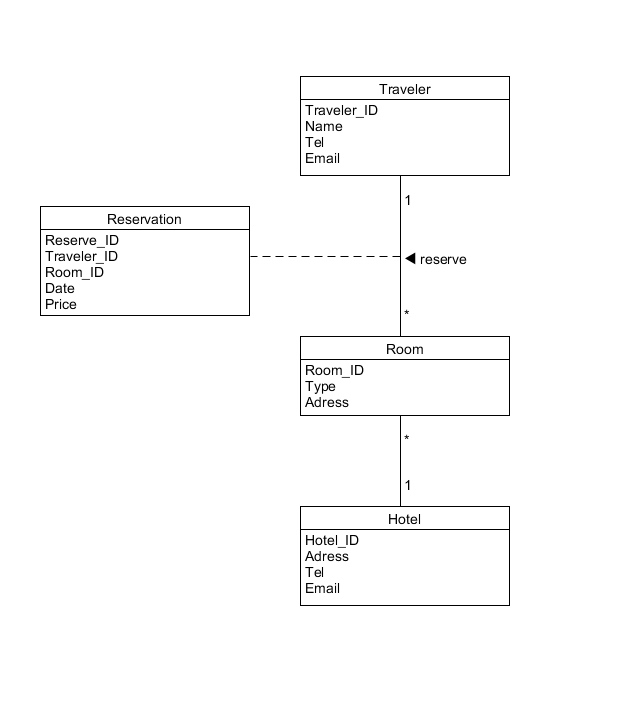 Traveler
Traveler_ID
Name
Tel
Email
1
Reservation
Reserve_ID
Traveler_ID
Room_ID
Date
Price
◀ reserve
*
Room
Room_ID
Type
Adress
*
1
Hotel
Hotel_ID
Adress
Tel
Email